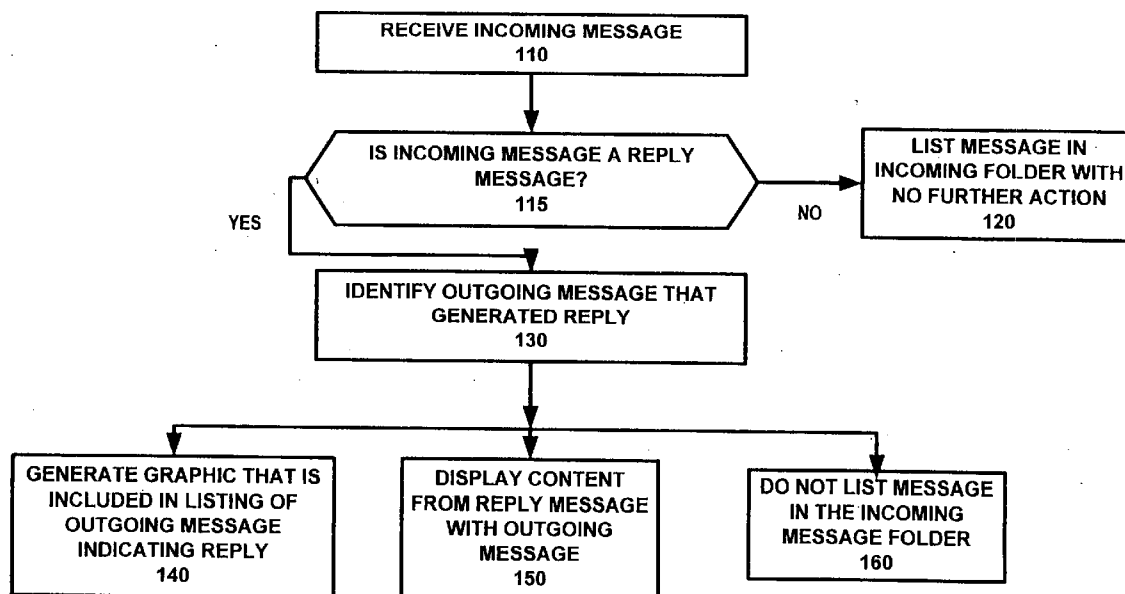 RECEIVE INCOMING MESSAGE
110
IS INCOMING MESSAGE A REPLY
MESSAGE?
115
LIST MESSAGE IN
INCOMING FOLDER WITH
NO FURTHER ACTION
120
YES
NO
IDENTIFY OUTGOING MESSAGE THAT
GENERATED REPLY
130
GENERATE GRAPHIC THAT IS
INCLUDED IN LISTING OF
OUTGOING MESSAGE
INDICATING REPLY
140
DISPLAY CONTENT
FROM REPLY MESSAGE
WITH OUTGOING
MESSAGE
150
DO NOT LIST MESSAGE
IN THE INCOMING
MESSAGE FOLDER
160